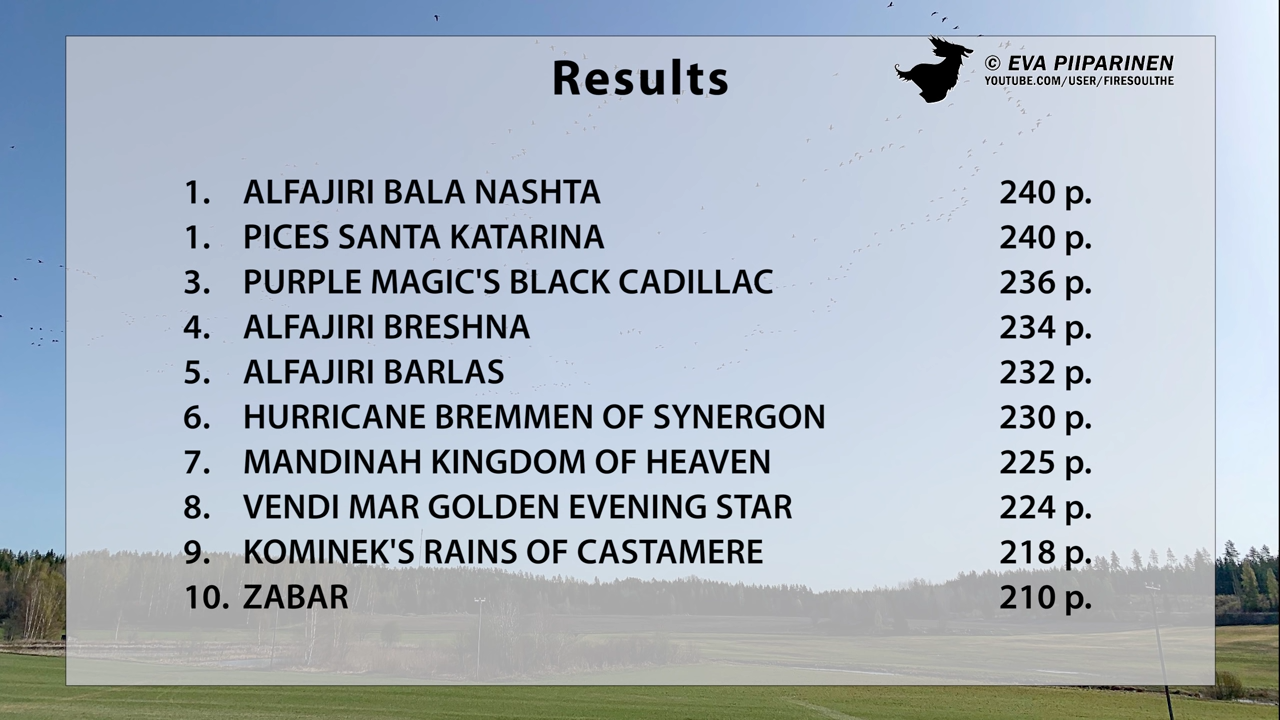 Results
© EVA PIIPARINEN
YOUTUBE.COM/USER/FIRESOULTHE
1. ALFAJIRI BALA NASHTA 240 p.
1. PICES SANTA KATARINA 240 p.
3. PURPLE MAGIC'S BLACK CADILLAC 236 p.
4. ALFAJIRI BRESHNA 234 p.
5. ALFAJIRI BARLAS 232 p.
6. HURRICANE BREMMEN OF SYNERGON 230 p.
7. MANDINAH KINGDOM OF HEAVEN 225 p.
8. VENDI MAR GOLDEN EVENING STAR 224 p.
9. KOMINEK'S RAINS OF CASTAMERE 218 p.
10. ZABAR 210 p.